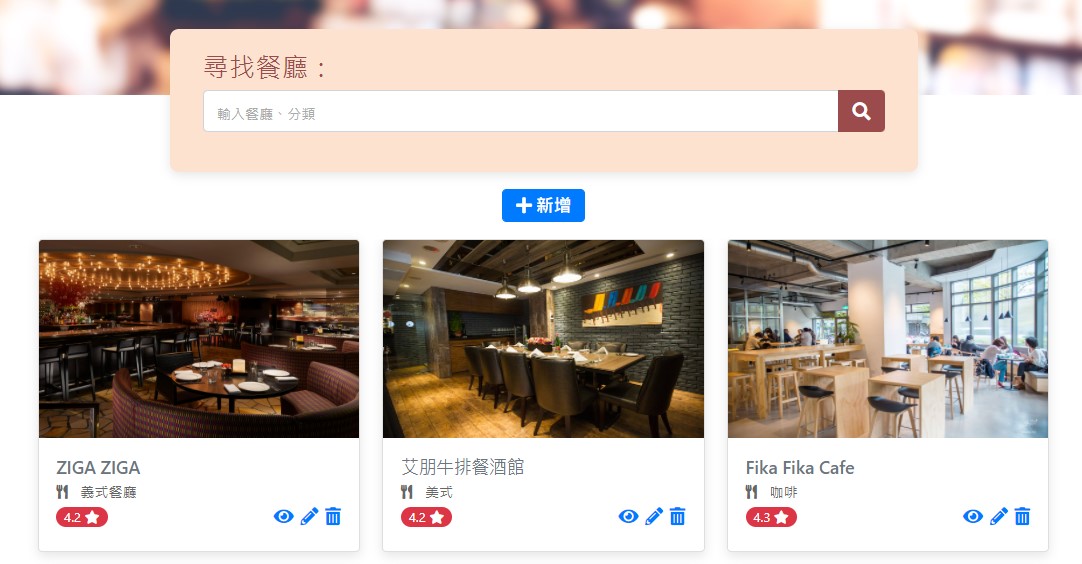 尋找餐廳：
輸入餐廳、分類
新增
ZIGA ZIGA
義式餐廳
4.2
艾朋牛排餐酒館
美式
4.2
Fika Fika Cafe
咖啡
4.3